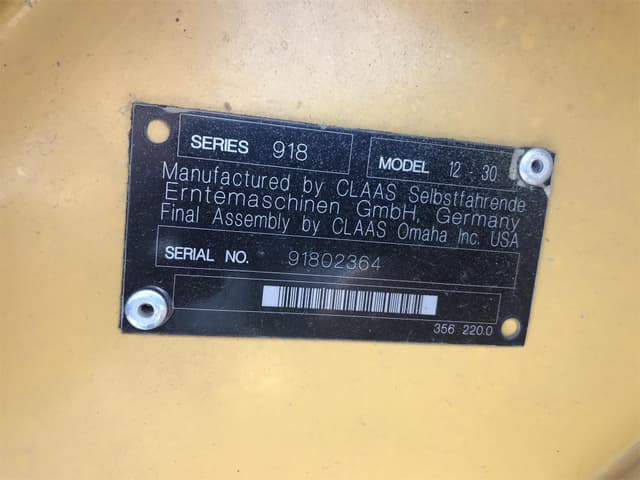 SERIES 918 MODEL 12 - 30
Manufactured by CLAAS Selbstfahrende
Erntemaschinen GmbH, Germany
Final Assembly by CLAAS Omaha Inc. USA
SERIAL NO. 91802364
356 220.0